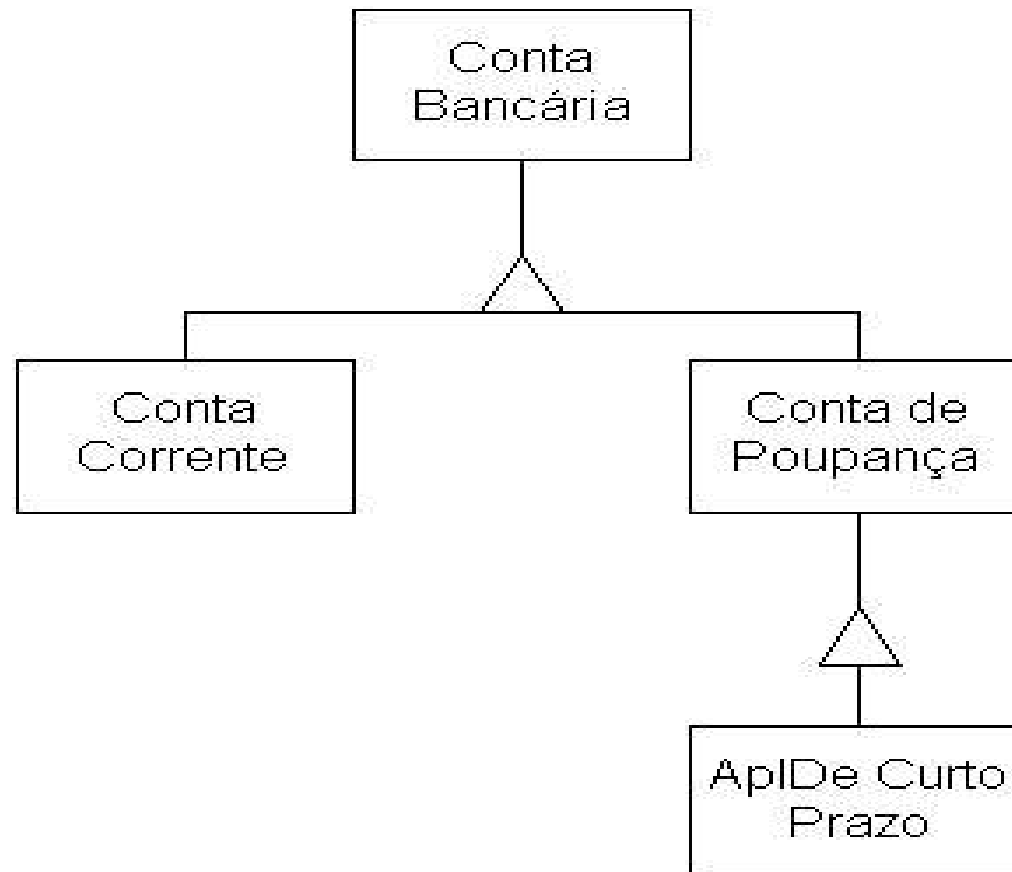 Conta
Bancária
Conta
Corrente
Conta de
Poupança
AplDe Curto
Prazo